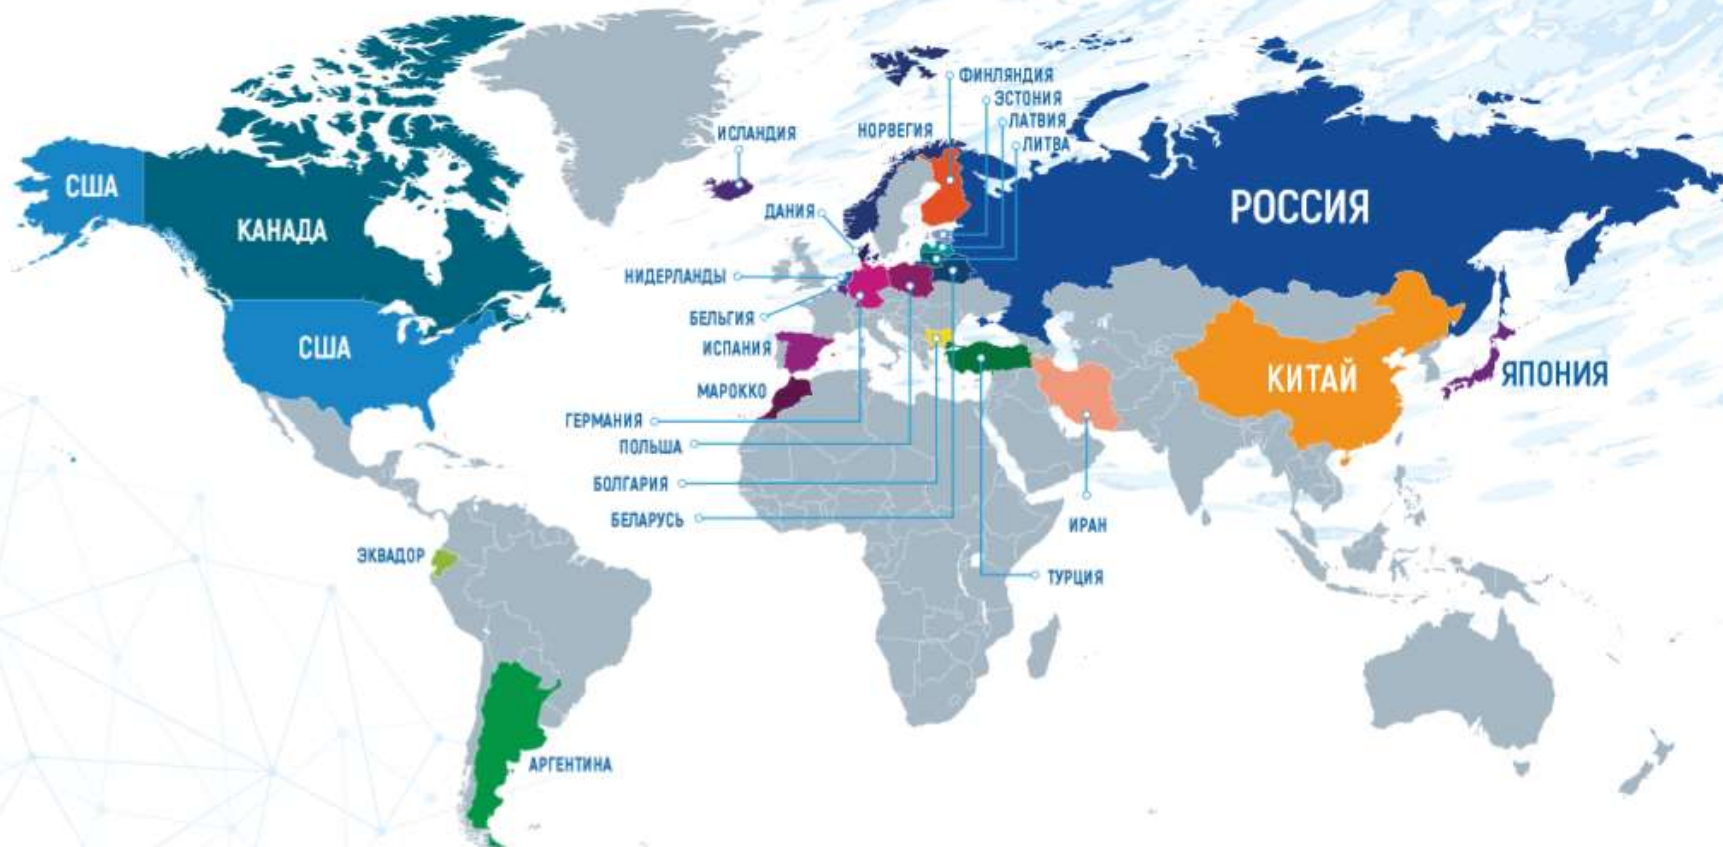 ФИНЛЯНДИЯ
ЭСТОНИЯ
ЛАТВИЯ
ЛИТВА
НОРВЕГИЯ
ИСЛАНДИЯ
США
КАНАДА
ДАНИЯ
РОССИЯ
НИДЕРЛАНДЫ
БЕЛЬГИЯ
США
ИСПАНИЯ
КИТАЙ
ЯПОНИЯ
МАРОККО
ГЕРМАНИЯ
ПОЛЬША
БОЛГАРИЯ
БЕЛАРУСЬ
ИРАН
ЭКВАДОР
ТУРЦИЯ
АРГЕНТИНА